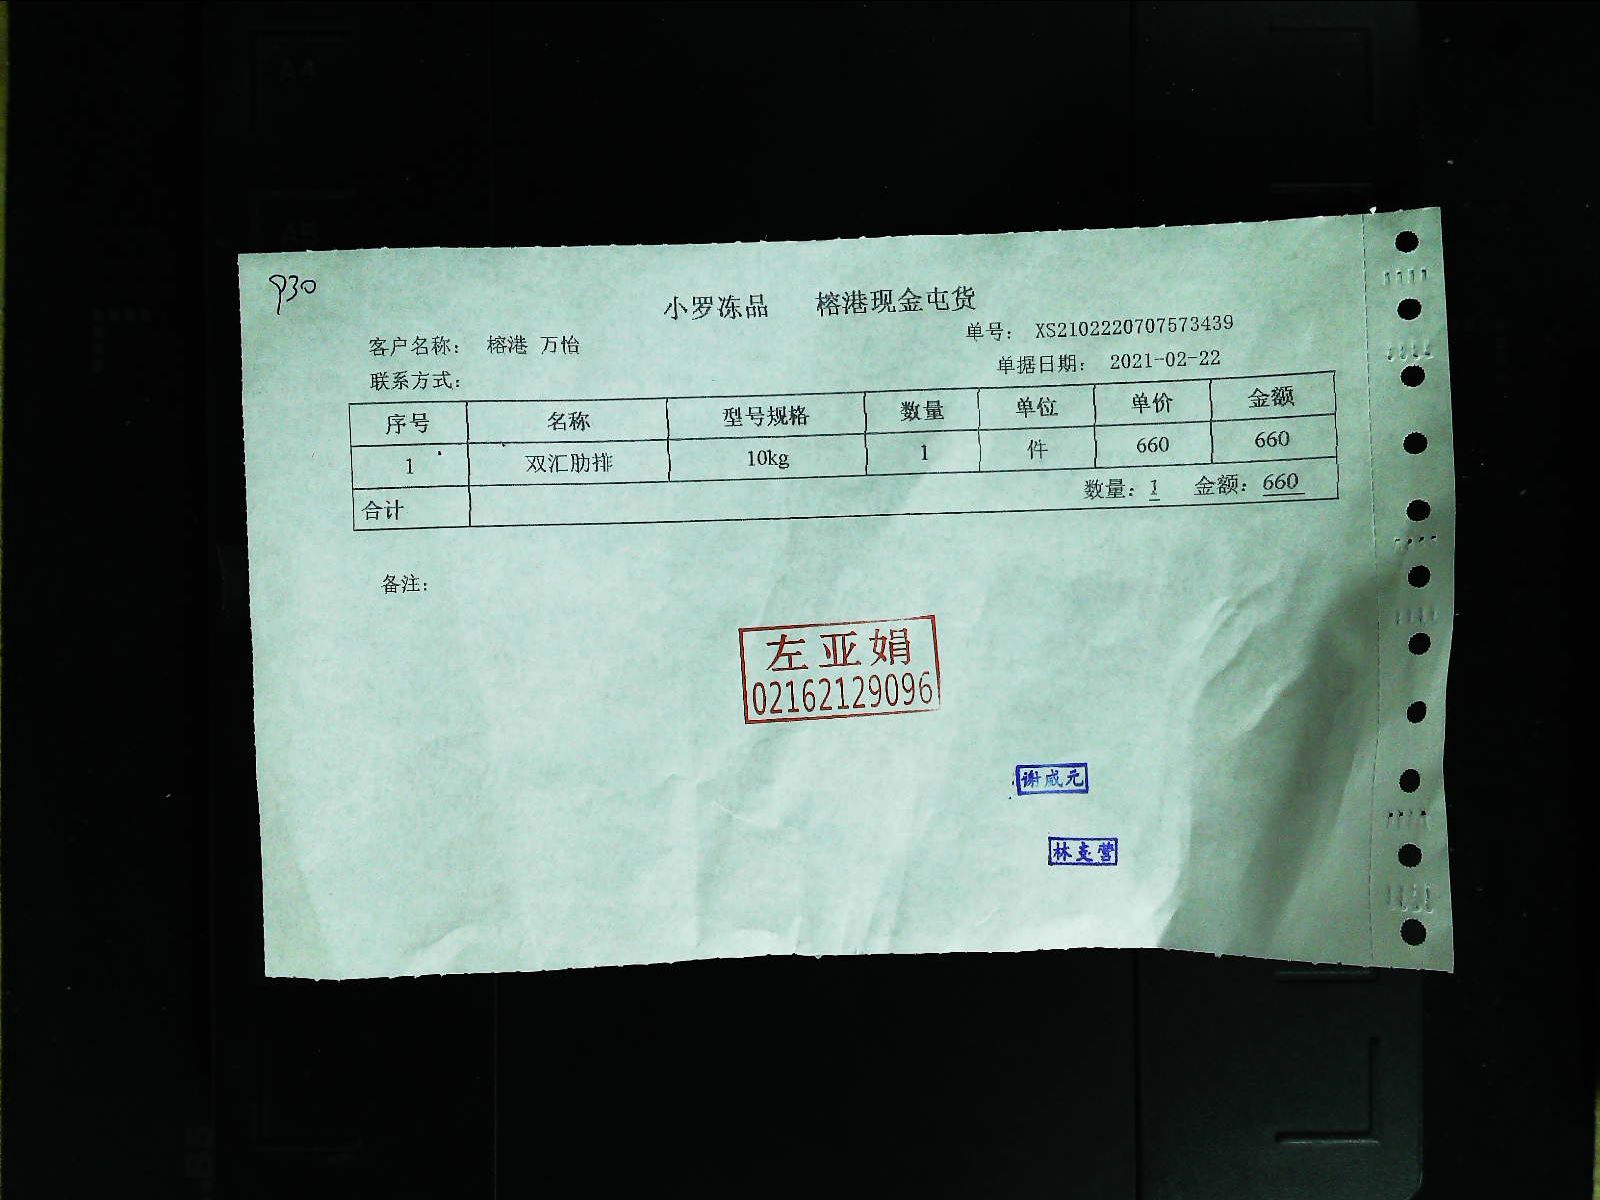 930
小罗冻品 榕港现金屯货
客户名称： 榕港 万怡
单号： XS2102220707573439
联系方式：
单据日期： 2021-02-22
序号 名称 型号规格 数量 单位 单价 金额
1 双汇肋排 10kg 1 件 660 660
合计 数量：1 金额：660
备注：
左亚娟
02162129096
谢咸元
林 营